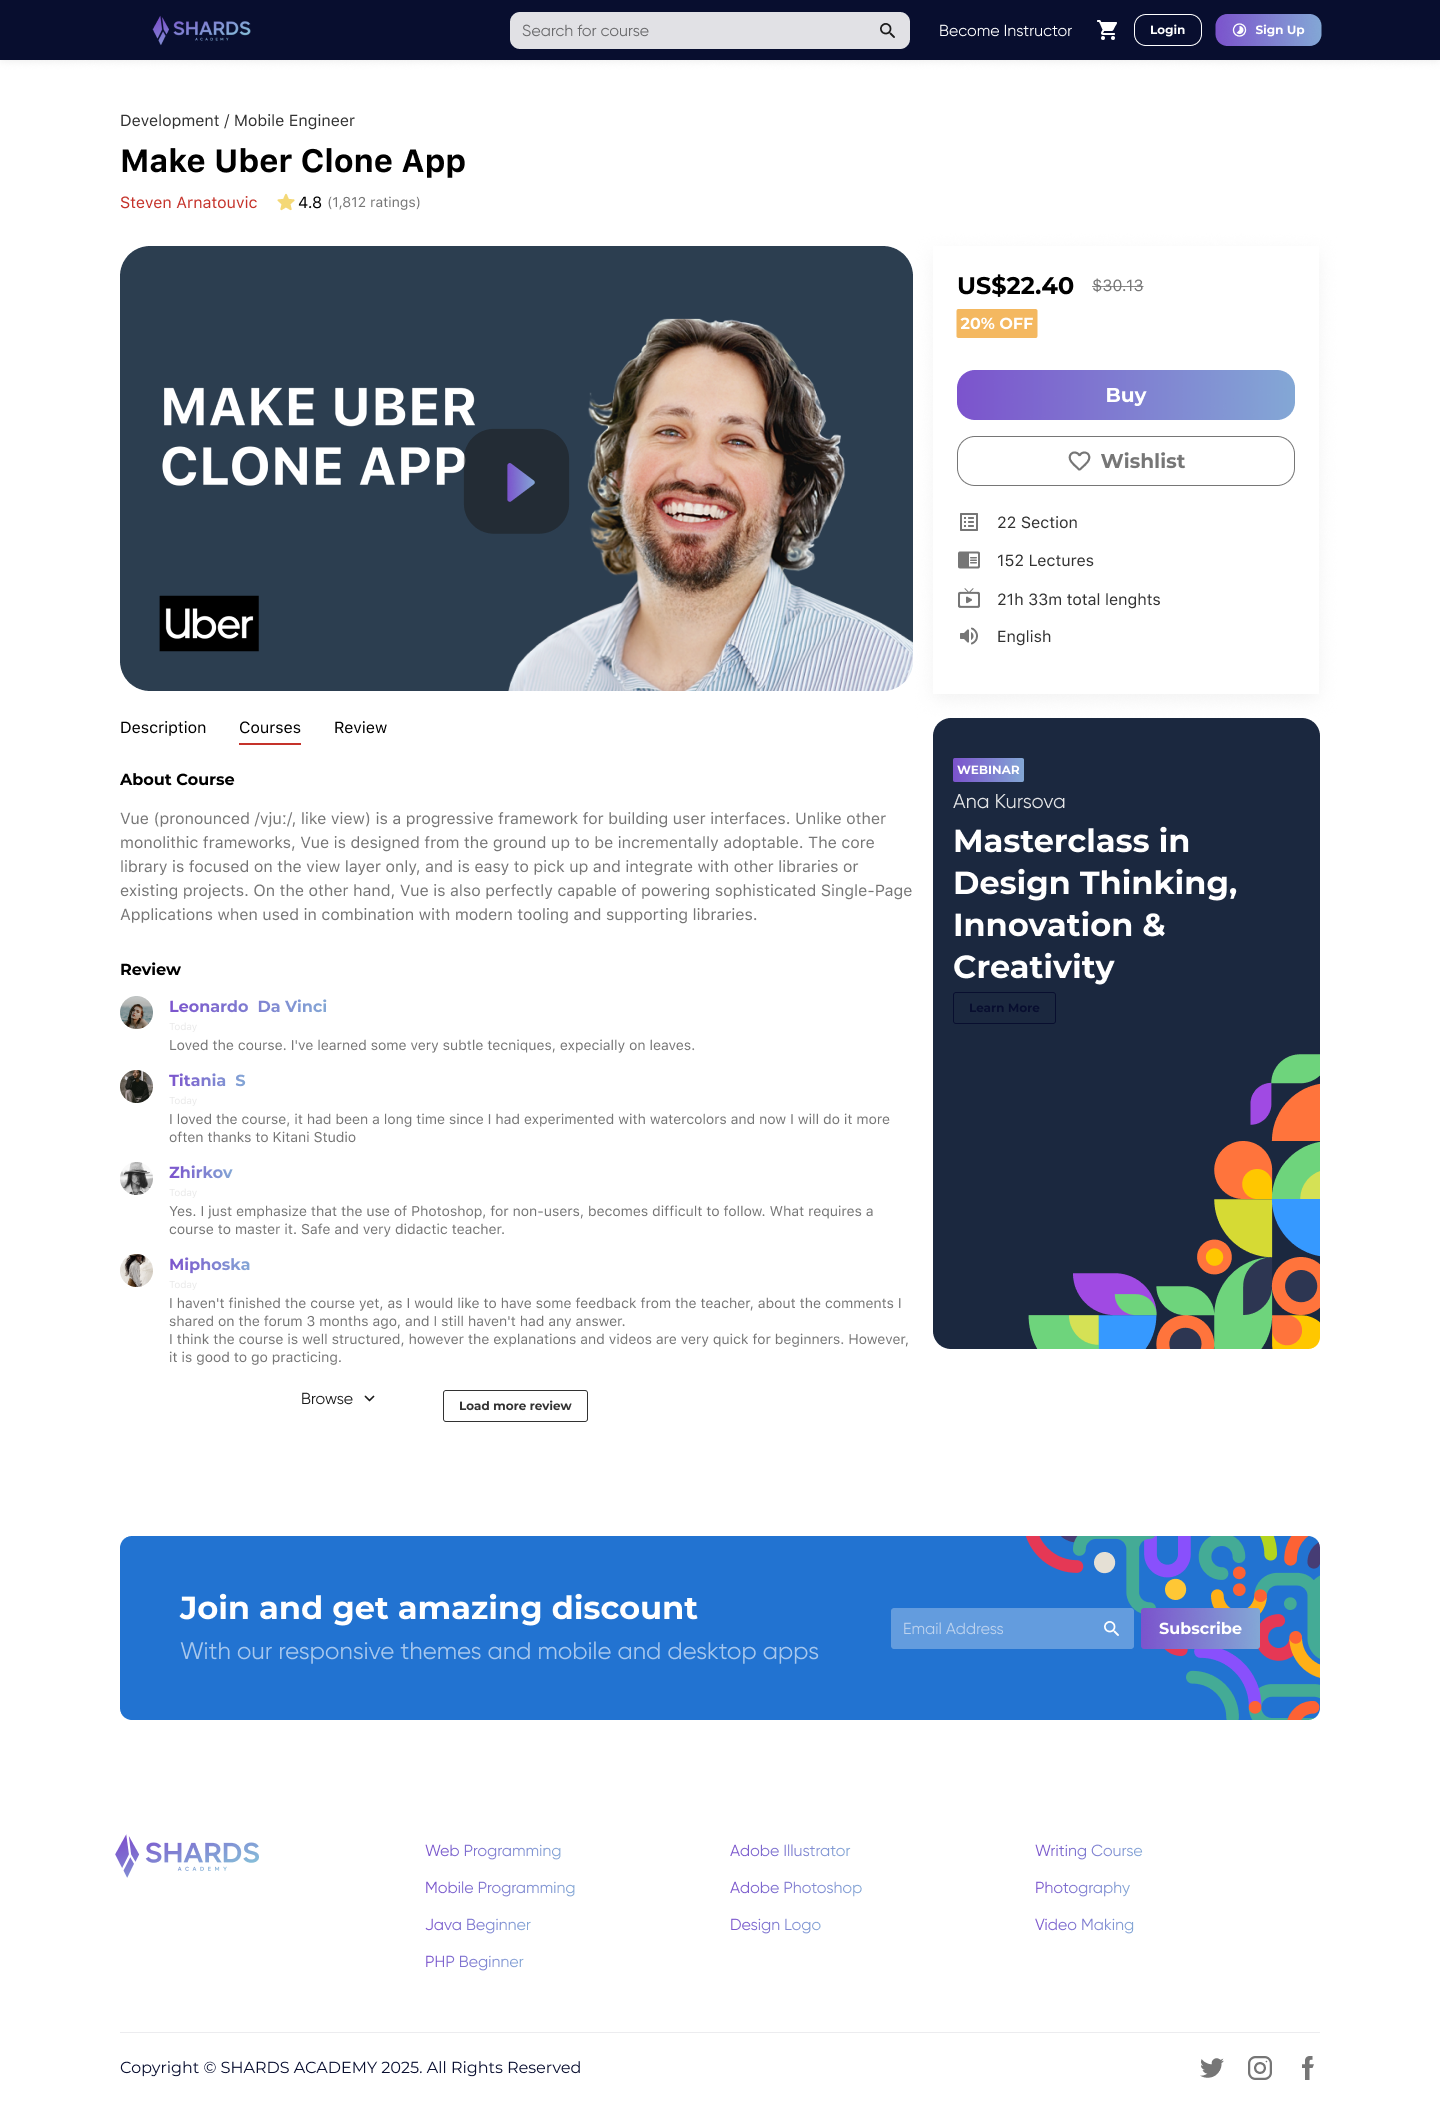 SHARDS
ACADEMY
Search for course
Become Instructor
Login
Sign Up
Development / Mobile Engineer
Make Uber Clone App
Steven Arnatouvic
4.8 (1,812 ratings)
MAKE UBER
CLONE APP
Uber
US$22.40 $30.13
20% OFF
Buy
Wishlist
22 Section
152 Lectures
21h 33m total lenghts
English
Description
Courses
Review
About Course
Vue (pronounced /vjuː/, like view) is a progressive framework for building user interfaces. Unlike other
monolithic frameworks, Vue is designed from the ground up to be incrementally adoptable. The core
library is focused on the view layer only, and is easy to pick up and integrate with other libraries or
existing projects. On the other hand, Vue is also perfectly capable of powering sophisticated Single-Page
Applications when used in combination with modern tooling and supporting libraries.
Review
Leonardo Da Vinci
Today
Loved the course. I've learned some very subtle tecniques, expecially on leaves.
Titania S
Today
I loved the course, it had been a long time since I had experimented with watercolors and now I will do it more
often thanks to Kitani Studio
Zhirkov
Today
Yes. I just emphasize that the use of Photoshop, for non-users, becomes difficult to follow. What requires a
course to master it. Safe and very didactic teacher.
Miphoska
Today
I haven't finished the course yet, as I would like to have some feedback from the teacher, about the comments I
shared on the forum 3 months ago, and I still haven't had any answer.
I think the course is well structured, however the explanations and videos are very quick for beginners. However,
it is good to go practicing.
Browse
Load more review
WEBINAR
Ana Kursova
Masterclass in
Design Thinking,
Innovation &
Creativity
Learn More
Join and get amazing discount
With our responsive themes and mobile and desktop apps
Email Address
Subscribe
SHARDS
ACADEMY
Web Programming
Mobile Programming
Java Beginner
PHP Beginner
Adobe Illustrator
Adobe Photoshop
Design Logo
Writing Course
Photography
Video Making
Copyright © SHARDS ACADEMY 2025. All Rights Reserved